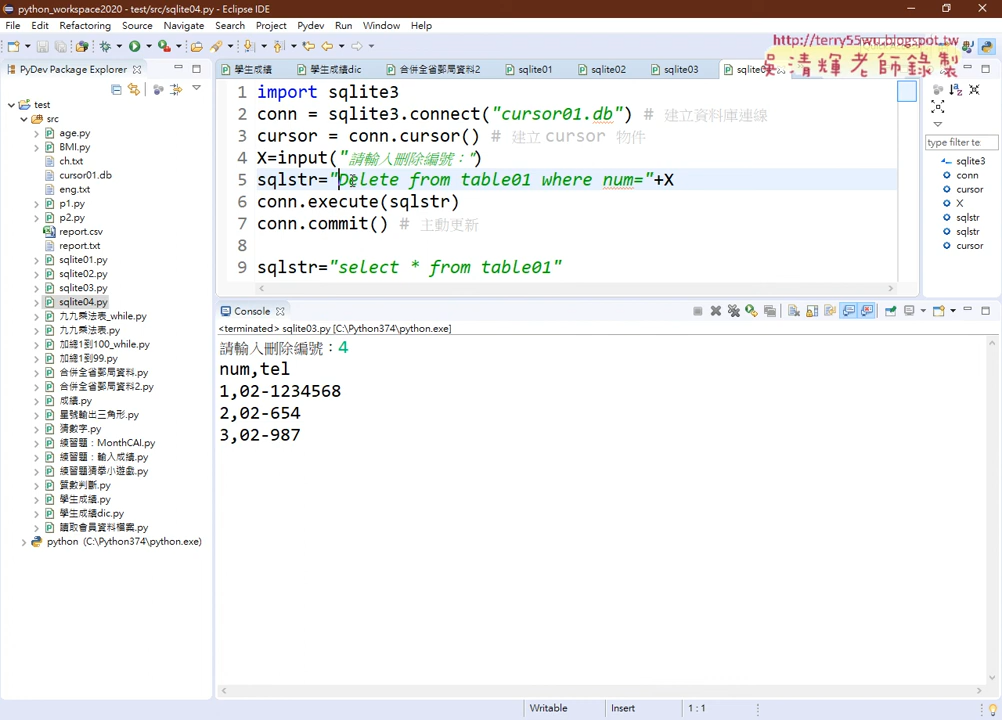 python_workspace2020 - test/src/sqlite04.py - Eclipse IDE
File Edit Refactoring Source Navigate Search Project Pydev Run Window Help
http://terry55wu.blogspot.tw
吳清輝老師錄製
PyDev Package Explorer
學生成績 學生成績dic 合併全省郵局資料2 sqlite01 sqlite02 sqlite03
test
src
age.py
BMI.py
ch.txt
cursor01.db
eng.txt
p1.py
p2.py
report.csv
report.txt
sqlite01.py
sqlite02.py
sqlite03.py
sqlite04.py
九九乘法表_while.py
九九乘法表.py
加總1到100_while.py
加總1到99.py
合併全省郵局資料.py
合併全省郵局資料2.py
成績.py
星號輸出三角形.py
猜數字.py
練習題：MonthCAI.py
練習題：輸入成績.py
練習題猜拳小遊戲.py
質數判斷.py
學生成績.py
學生成績dic.py
讀取會員資料檔案.py
python (C:\Python374\python.exe)
1 import sqlite3
2 conn = sqlite3.connect("cursor01.db") # 建立資料庫連線
3 cursor = conn.cursor() # 建立 cursor 物件
4 X=input("請輸入刪除編號：")
5 sqlstr="Delete from table01 where num="+X
6 conn.execute(sqlstr)
7 conn.commit() # 主動更新
8
9 sqlstr="select * from table01"
type filter te
sqlite3
conn
cursor
X
sqlstr
sqlstr
cursor
Console
<terminated> sqlite03.py [C:\Python374\python.exe]
請輸入刪除編號：4
num,tel
1,02-1234568
2,02-654
3,02-987
Writable Insert 1 : 1